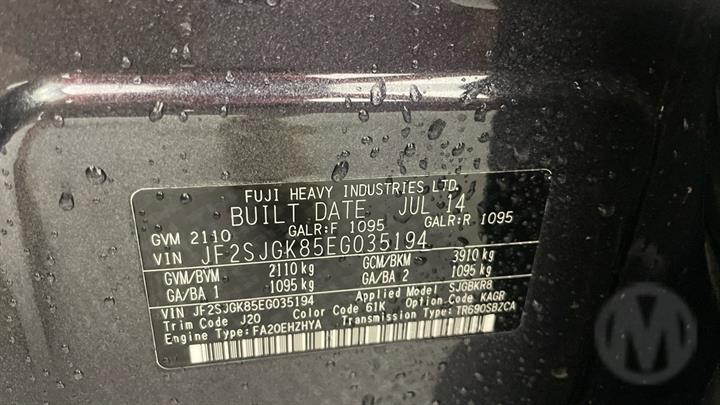 FUJI HEAVY INDUSTRIES LTD.
BUILT DATE JUL 14
GVM 2110 GALR:F 1095 GALR:R 1095
VIN JF2SJGK85EG035194
GVM/BVM 2110 kg GCM/BKM 3910 kg
GA/BA 1 1095 kg GA/BA 2 1095 kg
VIN JF2SJGK85EG035194 Applied Model SJGBKR8
Trim Code J20 Color Code 61K Option Code KAGR
Engine Type FA20EHZHYA Transmission Type TR690SBZCA
M